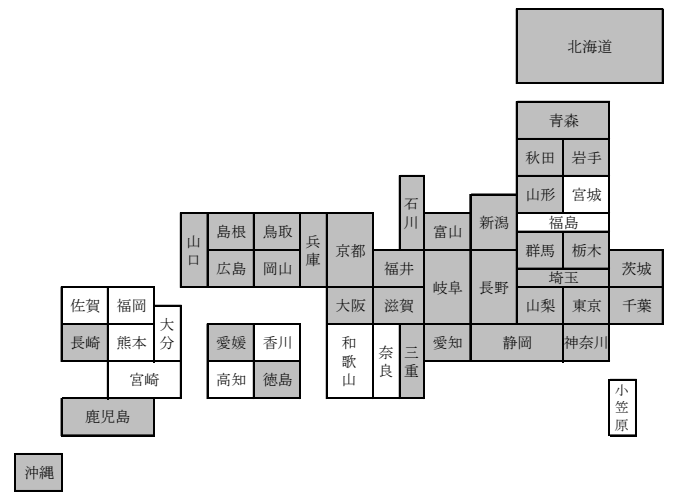 北海道
青森
秋田 岩手
山形 宮城
石川
新潟
富山
福島
山口
島根 鳥取
兵庫
京都
群馬 栃木
広島 岡山
福井
岐阜
長野
埼玉
茨城
佐賀 福岡
大分
大阪 滋賀
山梨 東京 千葉
長崎 熊本
愛媛 香川
和歌山
奈良
三重
愛知 静岡 神奈川
宮崎
高知 徳島
小笠原
鹿児島
沖縄